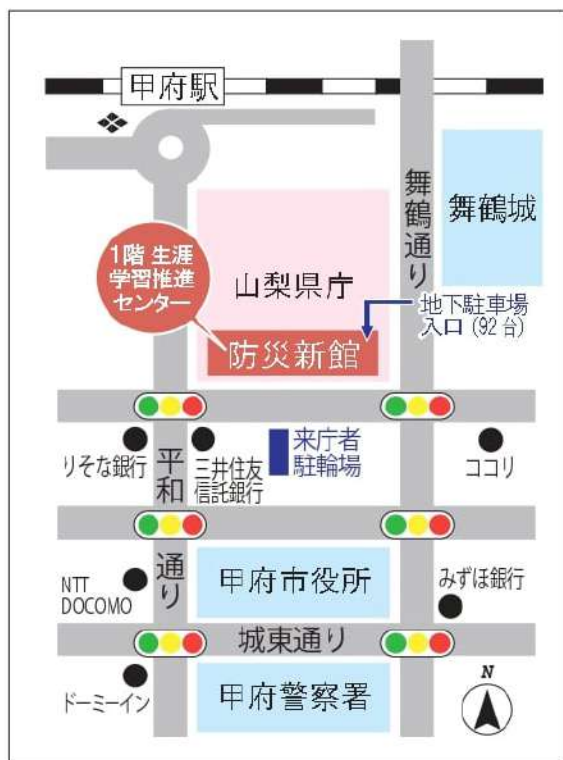 甲府駅
舞鶴通り
舞鶴城
1階 生涯
学習推進
センター
山梨県庁
地下駐車場
入口 (92台)
防災新館
りそな銀行
平和通り
三井住友
信託銀行
来庁者
駐輪場
ココリ
NTT
DOCOMO
甲府市役所
みずほ銀行
城東通り
ドーミーイン
甲府警察署
N